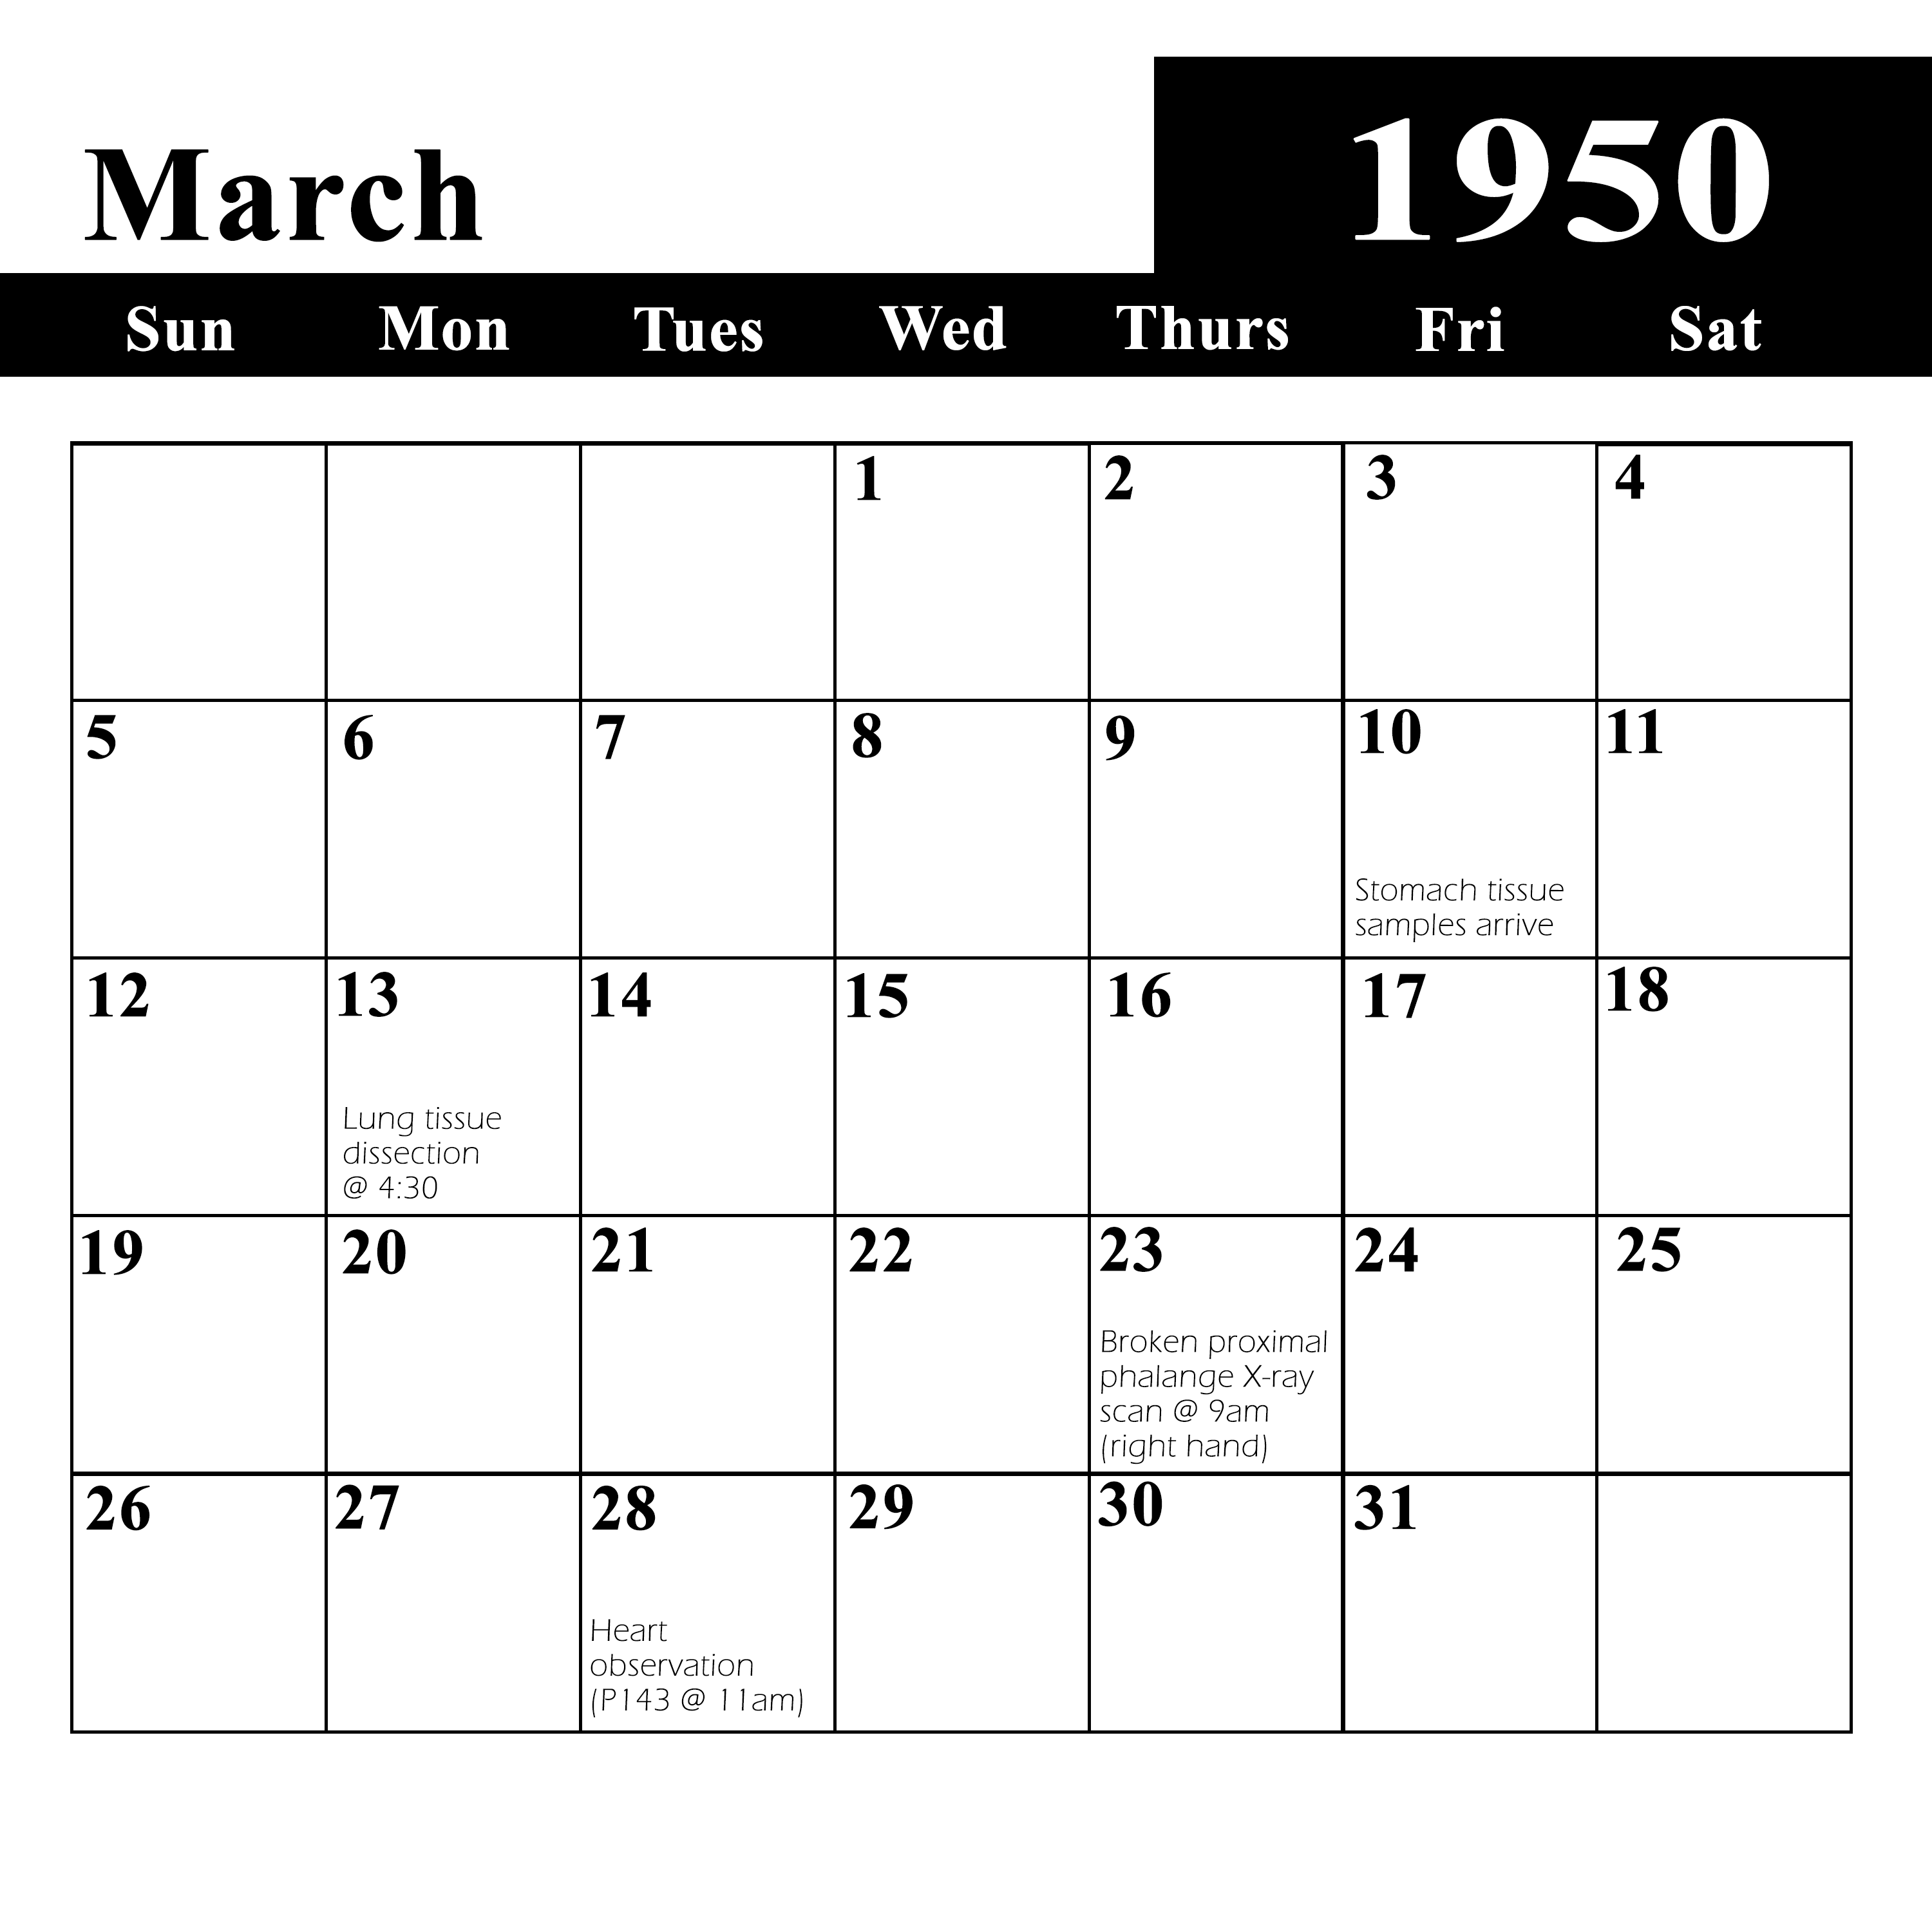 March
1950
Sun Mon Tues Wed Thurs Fri Sat
1 2 3 4
5 6 7 8 9 10 11
Stomach tissue
samples arrive
12 13 14 15 16 17 18
Lung tissue
dissection
@ 4:30
19 20 21 22 23 24 25
Broken proximal
phalange X-ray
scan @ 9am
(right hand)
26 27 28 29 30 31
Heart
observation
(P143 @ 11am)